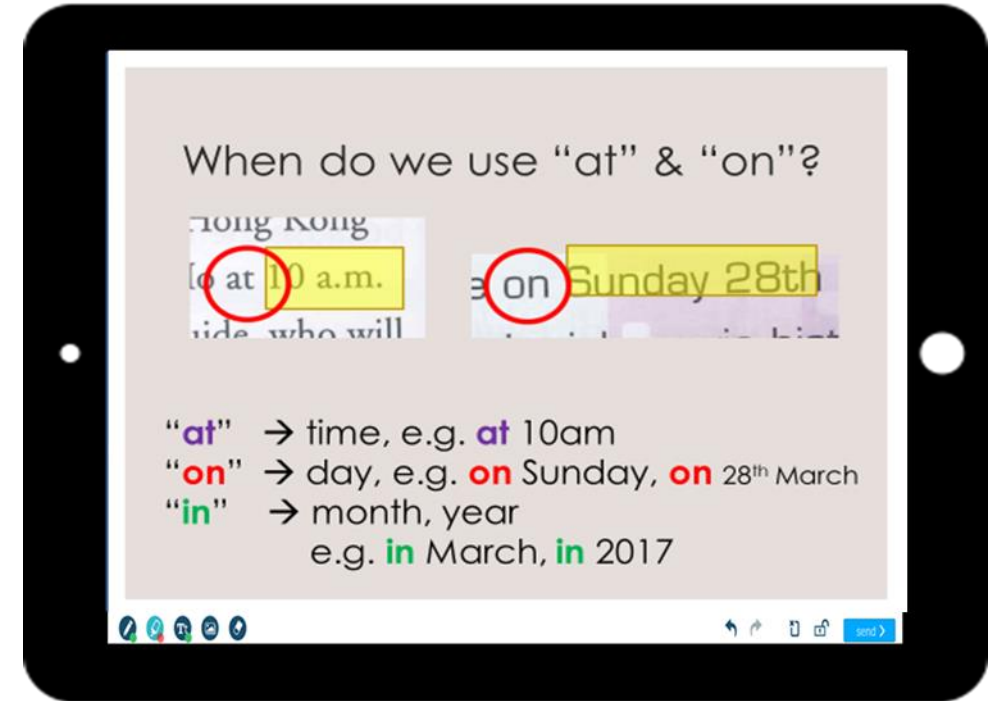 When do we use “at” & “on”?
Hong Kong
at 10 a.m.
who will
on Sunday 28th
“at” → time, e.g. at 10am
“on” → day, e.g. on Sunday, on 28th March
“in” → month, year
e.g. in March, in 2017
send >